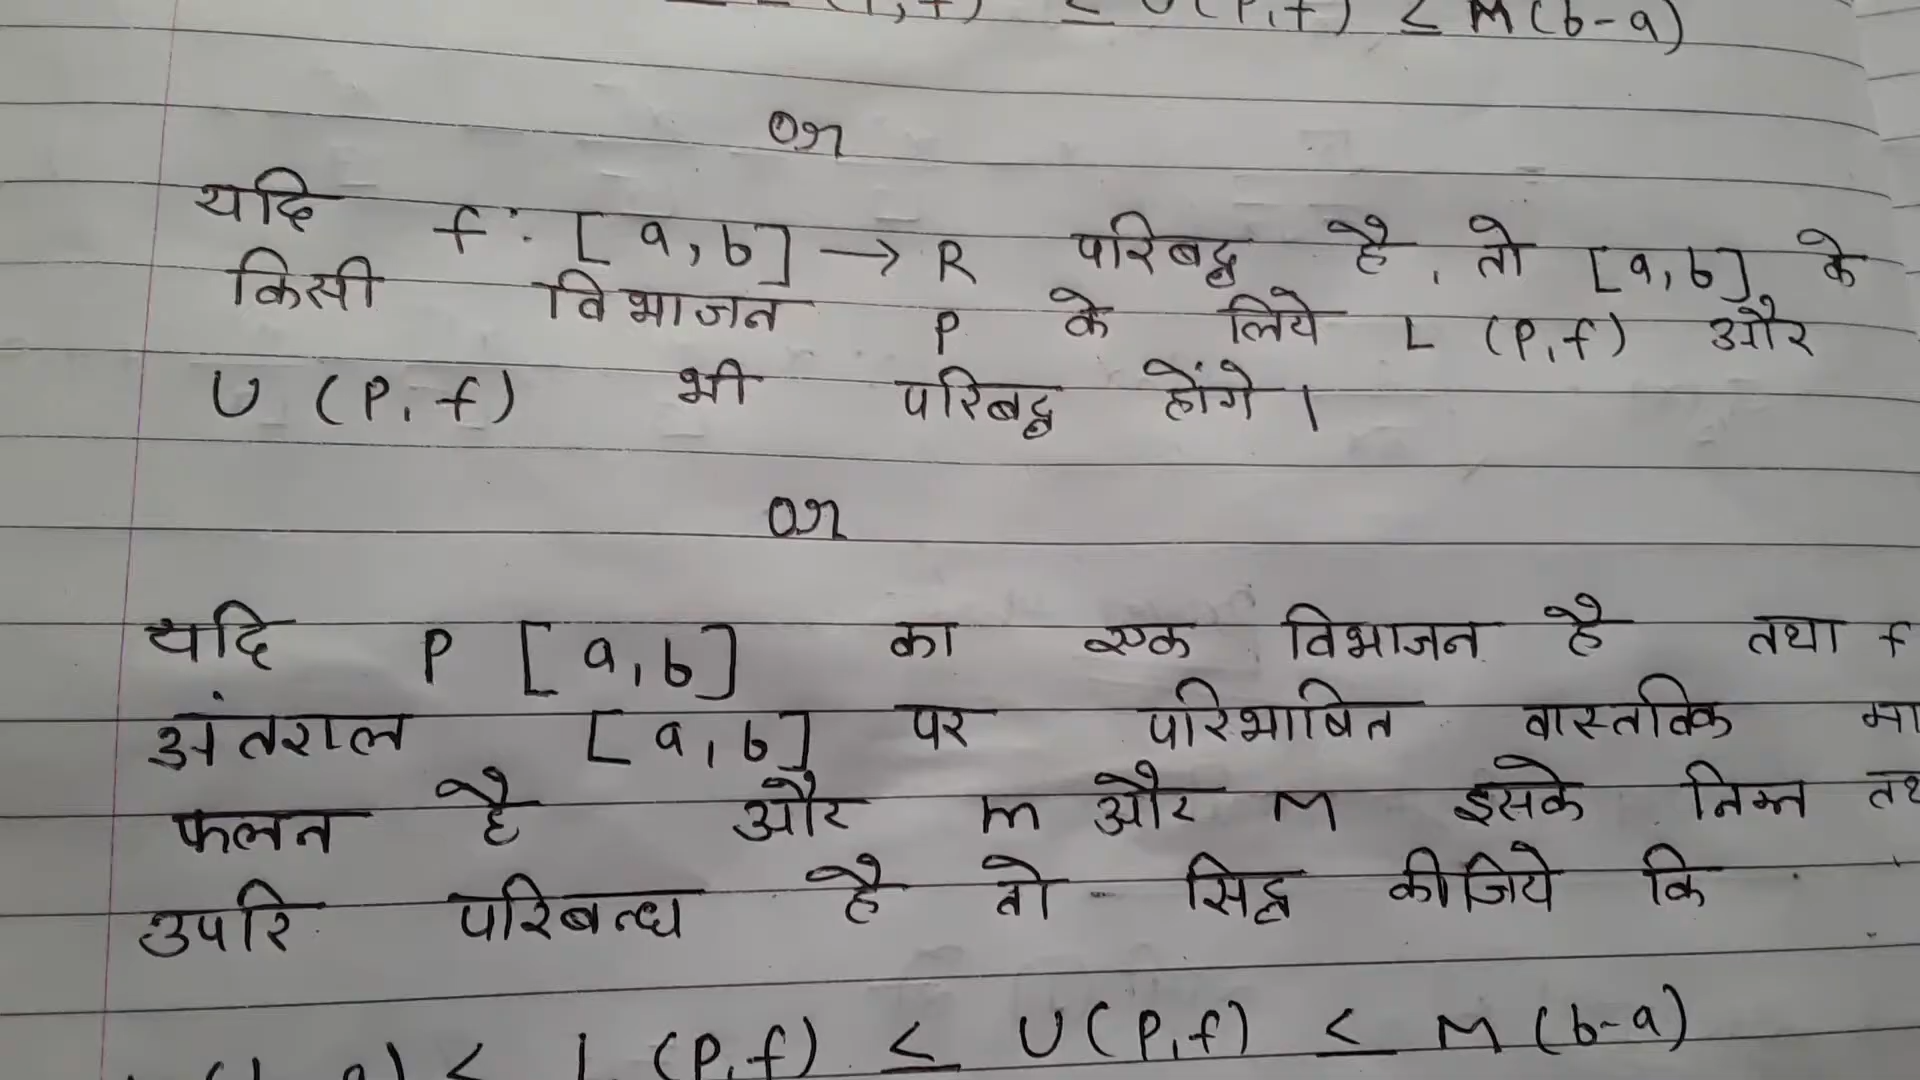 ≤ U(P,f) ≤ M(b-a)
or
यदि f: [a,b] → R परिबद्ध है, तो [a,b] के
किसी विभाजन P के लिये L (P,f) और
U (P,f) भी परिबद्ध होंगे ।
or
यदि P [a,b] का एक विभाजन है तथा f
अंतराल [a,b] पर परिभाषित वास्तविक मा
फलन है और m और M इसके निम्न
उपरि परिबन्ध है तो सिद्ध कीजिये कि
≤ L (P,f) ≤ U(P,f) ≤ M (b-a)